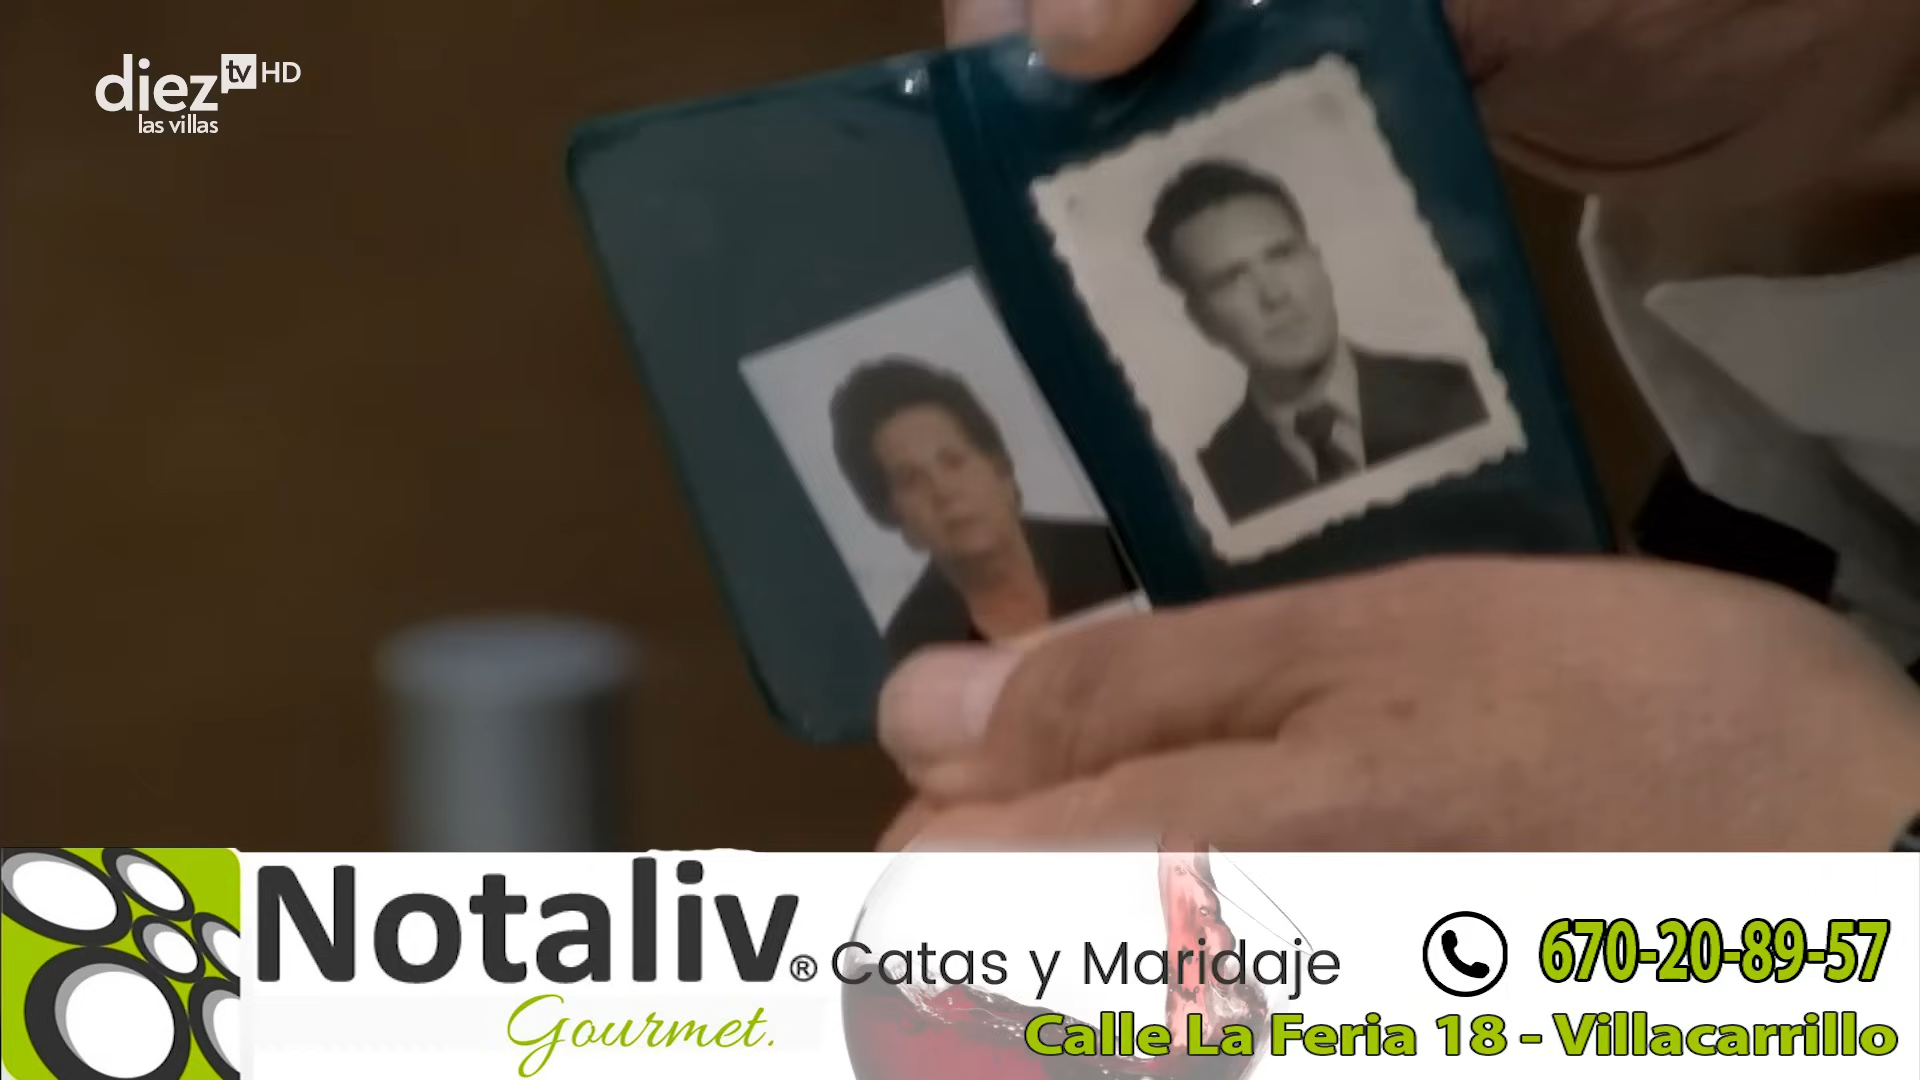 diez tv HD
las villas
Notaliv® Catas y Maridaje
Gourmet.
670-20-89-57
Calle La Feria 18 - Villacarrillo